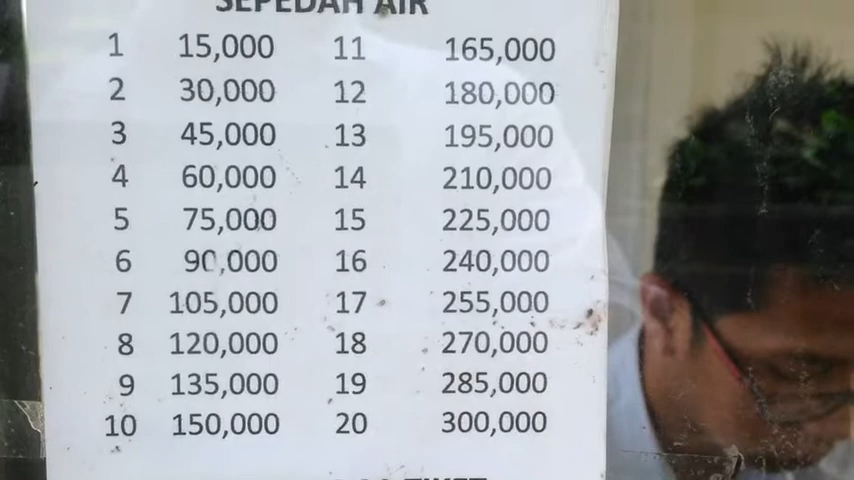 SEPEDAH AIR
1 15,000 11 165,000
2 30,000 12 180,000
3 45,000 13 195,000
4 60,000 14 210,000
5 75,000 15 225,000
6 90,000 16 240,000
7 105,000 17 255,000
8 120,000 18 270,000
9 135,000 19 285,000
10 150,000 20 300,000